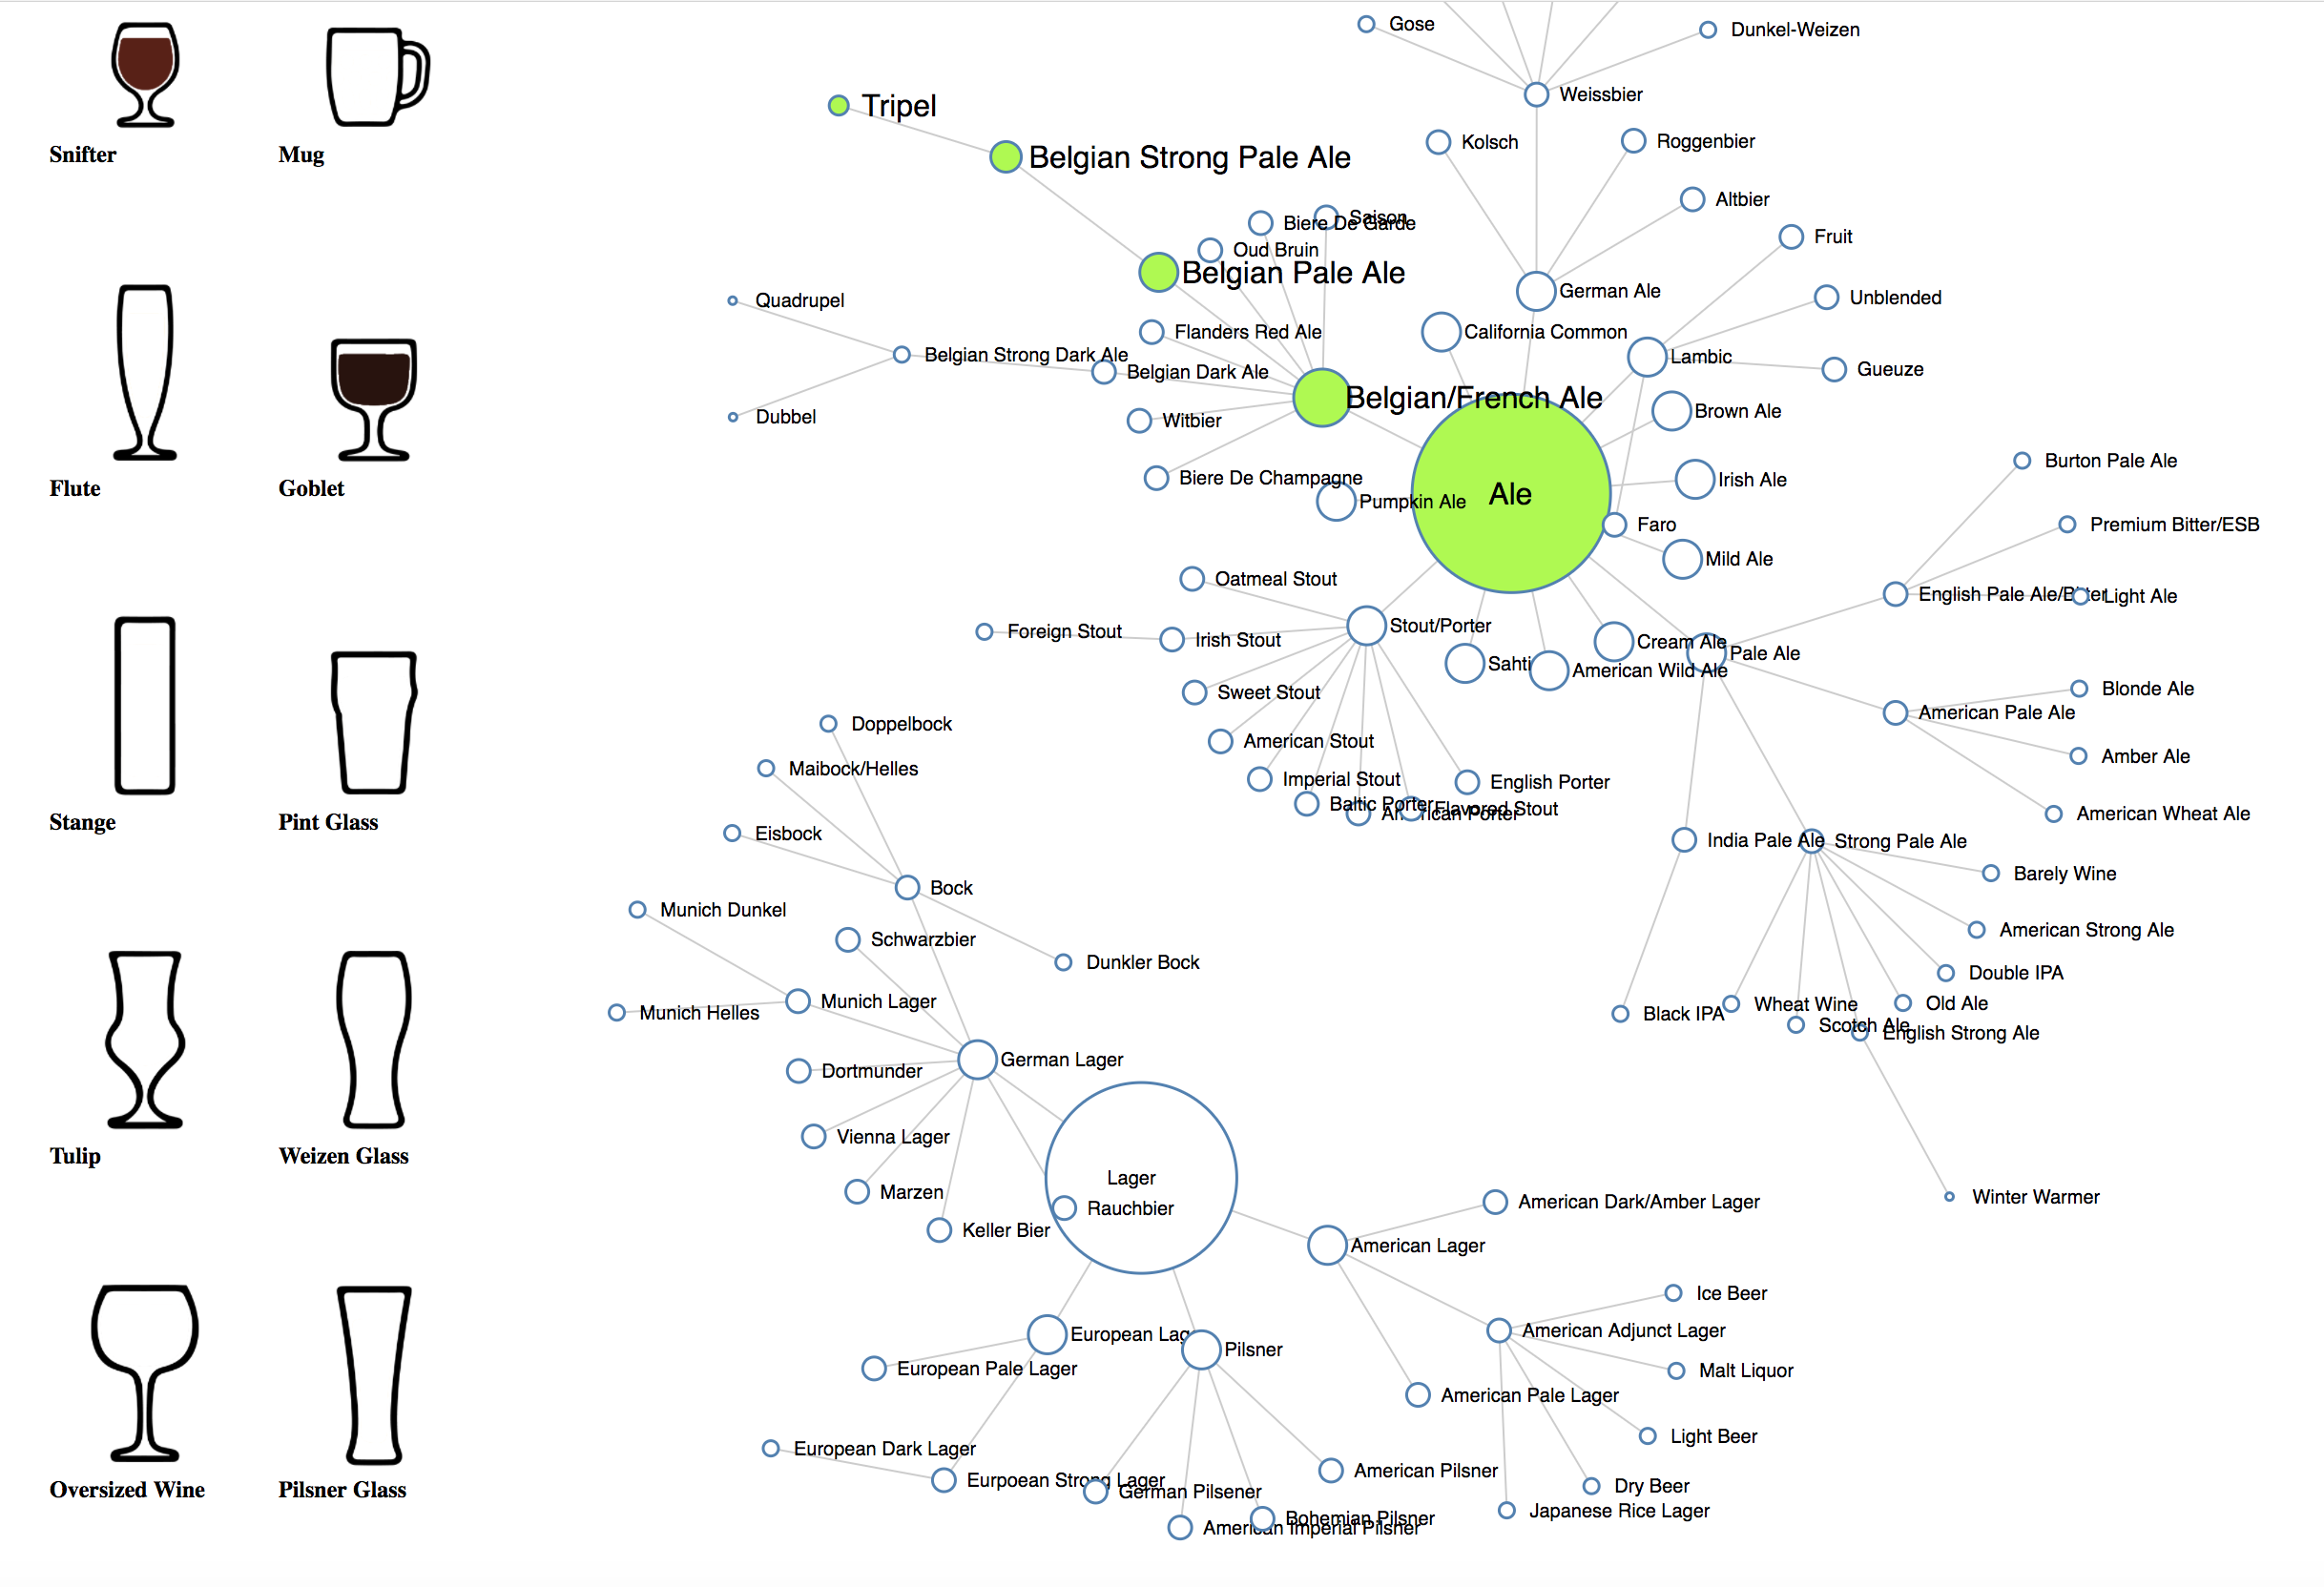 Snifter
Mug
Flute
Goblet
Stange
Pint Glass
Tulip
Weizen Glass
Oversized Wine
Pilsner Glass
Gose
Dunkel-Weizen
Weissbier
Tripel
Belgian Strong Pale Ale
Kolsch
Roggenbier
Altbier
Saison
Biere De Garde
Fruit
Oud Bruin
Belgian Pale Ale
German Ale
Unblended
Quadrupel
Flanders Red Ale
California Common
Belgian Strong Dark Ale
Lambic
Gueuze
Belgian Dark Ale
Belgian/French Ale
Brown Ale
Dubbel
Witbier
Burton Pale Ale
Biere De Champagne
Irish Ale
Ale
Pumpkin Ale
Faro
Premium Bitter/ESB
Mild Ale
Oatmeal Stout
English Pale Ale/Bitter
Light Ale
Stout/Porter
Foreign Stout
Irish Stout
Cream Ale
Pale Ale
Sahti
American Wild Ale
Sweet Stout
Blonde Ale
American Pale Ale
Doppelbock
American Stout
Amber Ale
Maibock/Helles
Imperial Stout
English Porter
Baltic Porter
Flavored Stout
American Porter
American Wheat Ale
Eisbock
India Pale Ale
Strong Pale Ale
Barely Wine
Bock
Munich Dunkel
American Strong Ale
Schwarzbier
Dunkler Bock
Double IPA
Munich Lager
Old Ale
Wheat Wine
Munich Helles
Black IPA
Scotch Ale
English Strong Ale
German Lager
Dortmunder
Vienna Lager
Lager
Marzen
Winter Warmer
American Dark/Amber Lager
Rauchbier
Keller Bier
American Lager
Ice Beer
American Adjunct Lager
European Lag
Pilsner
European Pale Lager
Malt Liquor
American Pale Lager
Light Beer
European Dark Lager
American Pilsner
Eurpoean Strong Lager
Dry Beer
German Pilsener
Japanese Rice Lager
Bohemian Pilsner
American Imperial Pilsner